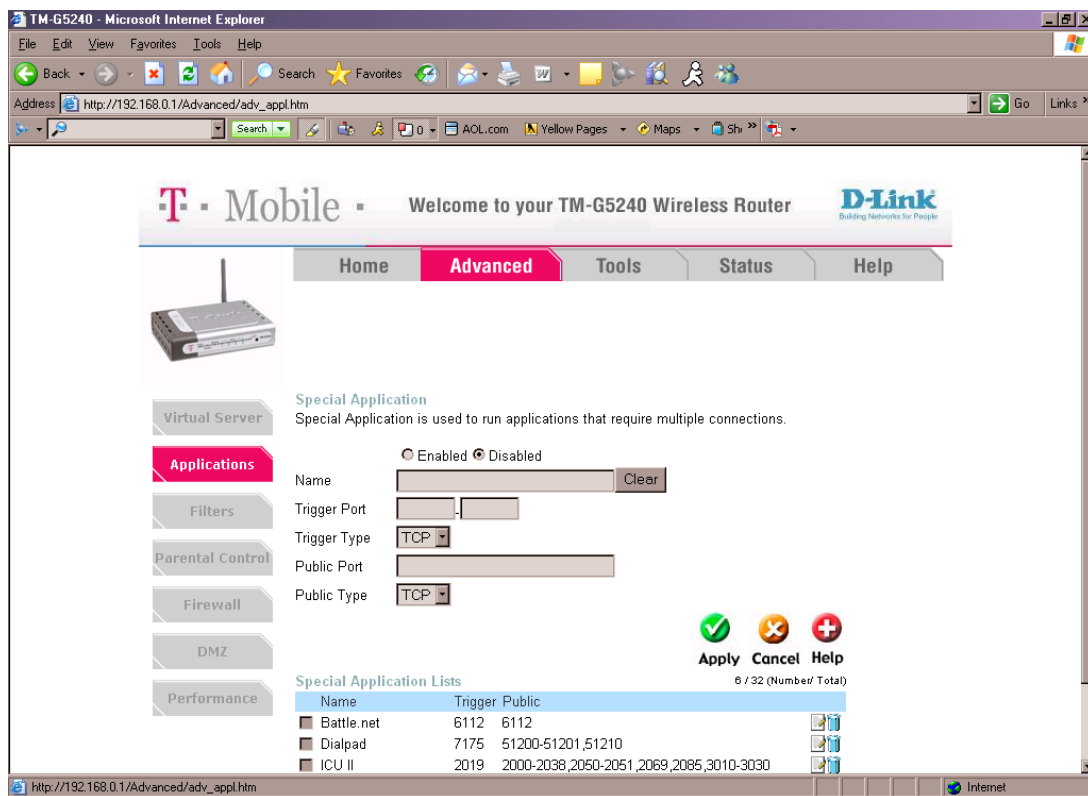 TM-G5240 - Microsoft Internet Explorer
File Edit View Favorites Tools Help
Back Search Favorites
Address http://192.168.0.1/Advanced/adv_appl.htm Go Links »
Search 0 AOL.com Yellow Pages Maps Sh »
T · Mobile · Welcome to your TM-G5240 Wireless Router D-Link
Building Networks for People
Home Advanced Tools Status Help
Special Application
Virtual Server Special Application is used to run applications that require multiple connections.
Enabled Disabled
Applications
Name Clear
Filters Trigger Port -
Trigger Type TCP
Parental Control Public Port
Public Type TCP
Firewall
DMZ
Apply Cancel Help
Special Application Lists 6 / 32 (Number/ Total)
Performance Name Trigger Public
Battle.net 6112 6112
Dialpad 7175 51200-51201,51210
ICU II 2019 2000-2038,2050-2051,2069,2085,3010-3030
http://192.168.0.1/Advanced/adv_appl.htm Internet